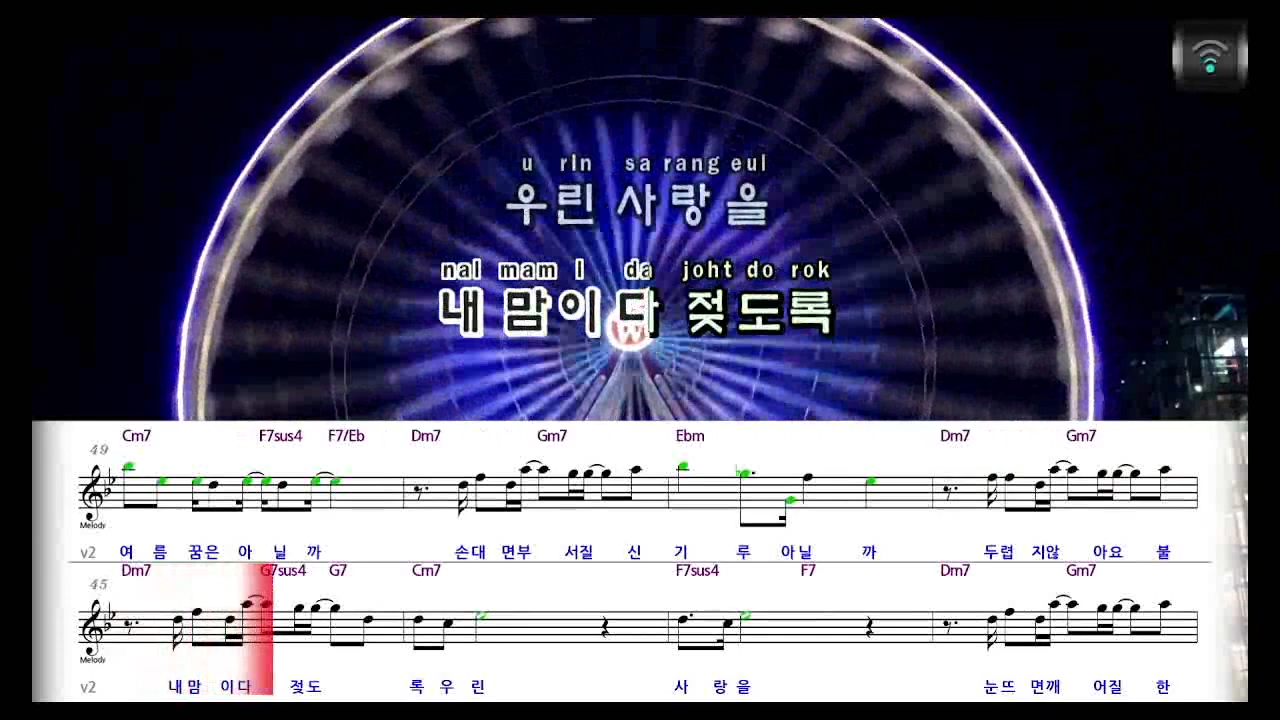 u rin sa rang eul
우린 사랑을
nal mam I da joht do rok
내 맘이 다 젖도록
Cm7 F7sus4 F7/Eb Dm7 Gm7 Ebm Dm7 Gm7
49
Melody
v2 여 름 꿈은 아 닐 까 손대 면부 서질 신 기 루 아닐 까 두렵 지않 아요 불
Dm7 G7sus4 G7 Cm7 F7sus4 F7 Dm7 Gm7
45
Melody
v2 내맘 이다 젖도 록 우 린 사 랑 을 눈뜨 면깨 어질 한